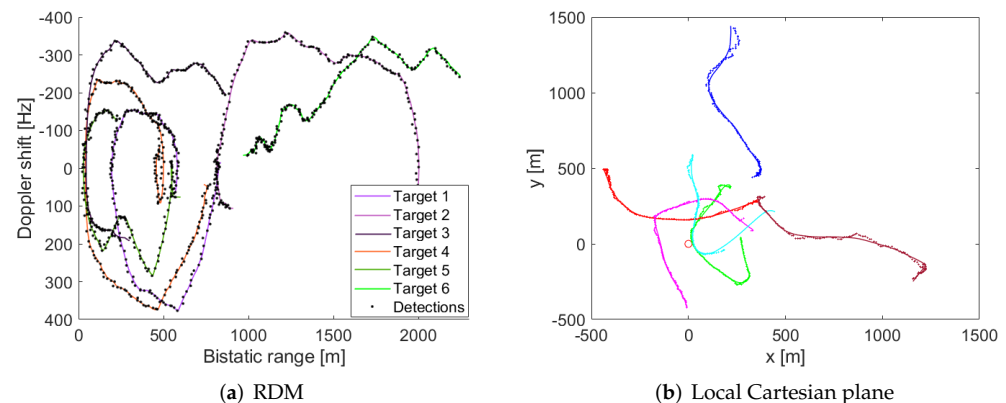 -400
-300
-200
-100
0
100
200
300
400
0
500
1000
1500
2000
Doppler shift [Hz]
Bistatic range [m]
Target 1
Target 2
Target 3
Target 4
Target 5
Target 6
Detections
(a) RDM
1500
1000
500
0
-500
-500
0
500
1000
1500
y [m]
x [m]
(b) Local Cartesian plane